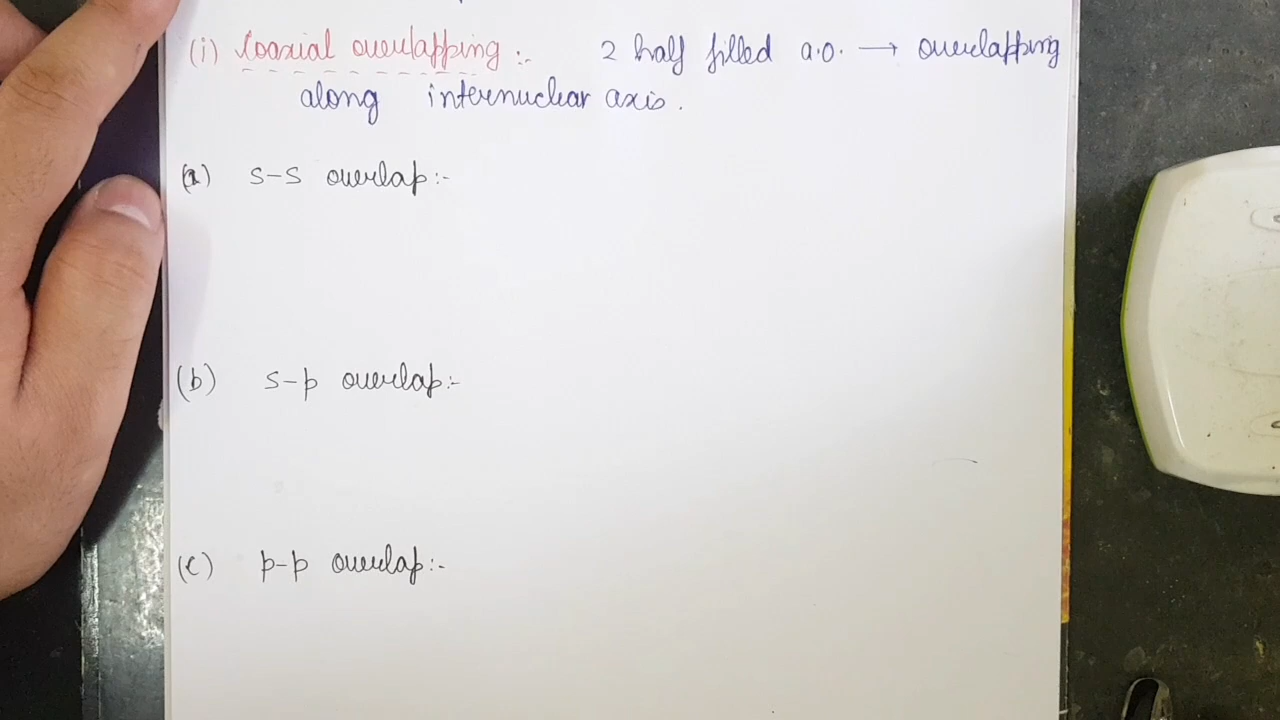 (i) Coaxial overlapping :- 2 half filled a.o. → overlapping
along internuclear axis.
(a) s-s overlap:-
(b) s-p overlap:-
(c) p-p overlap:-